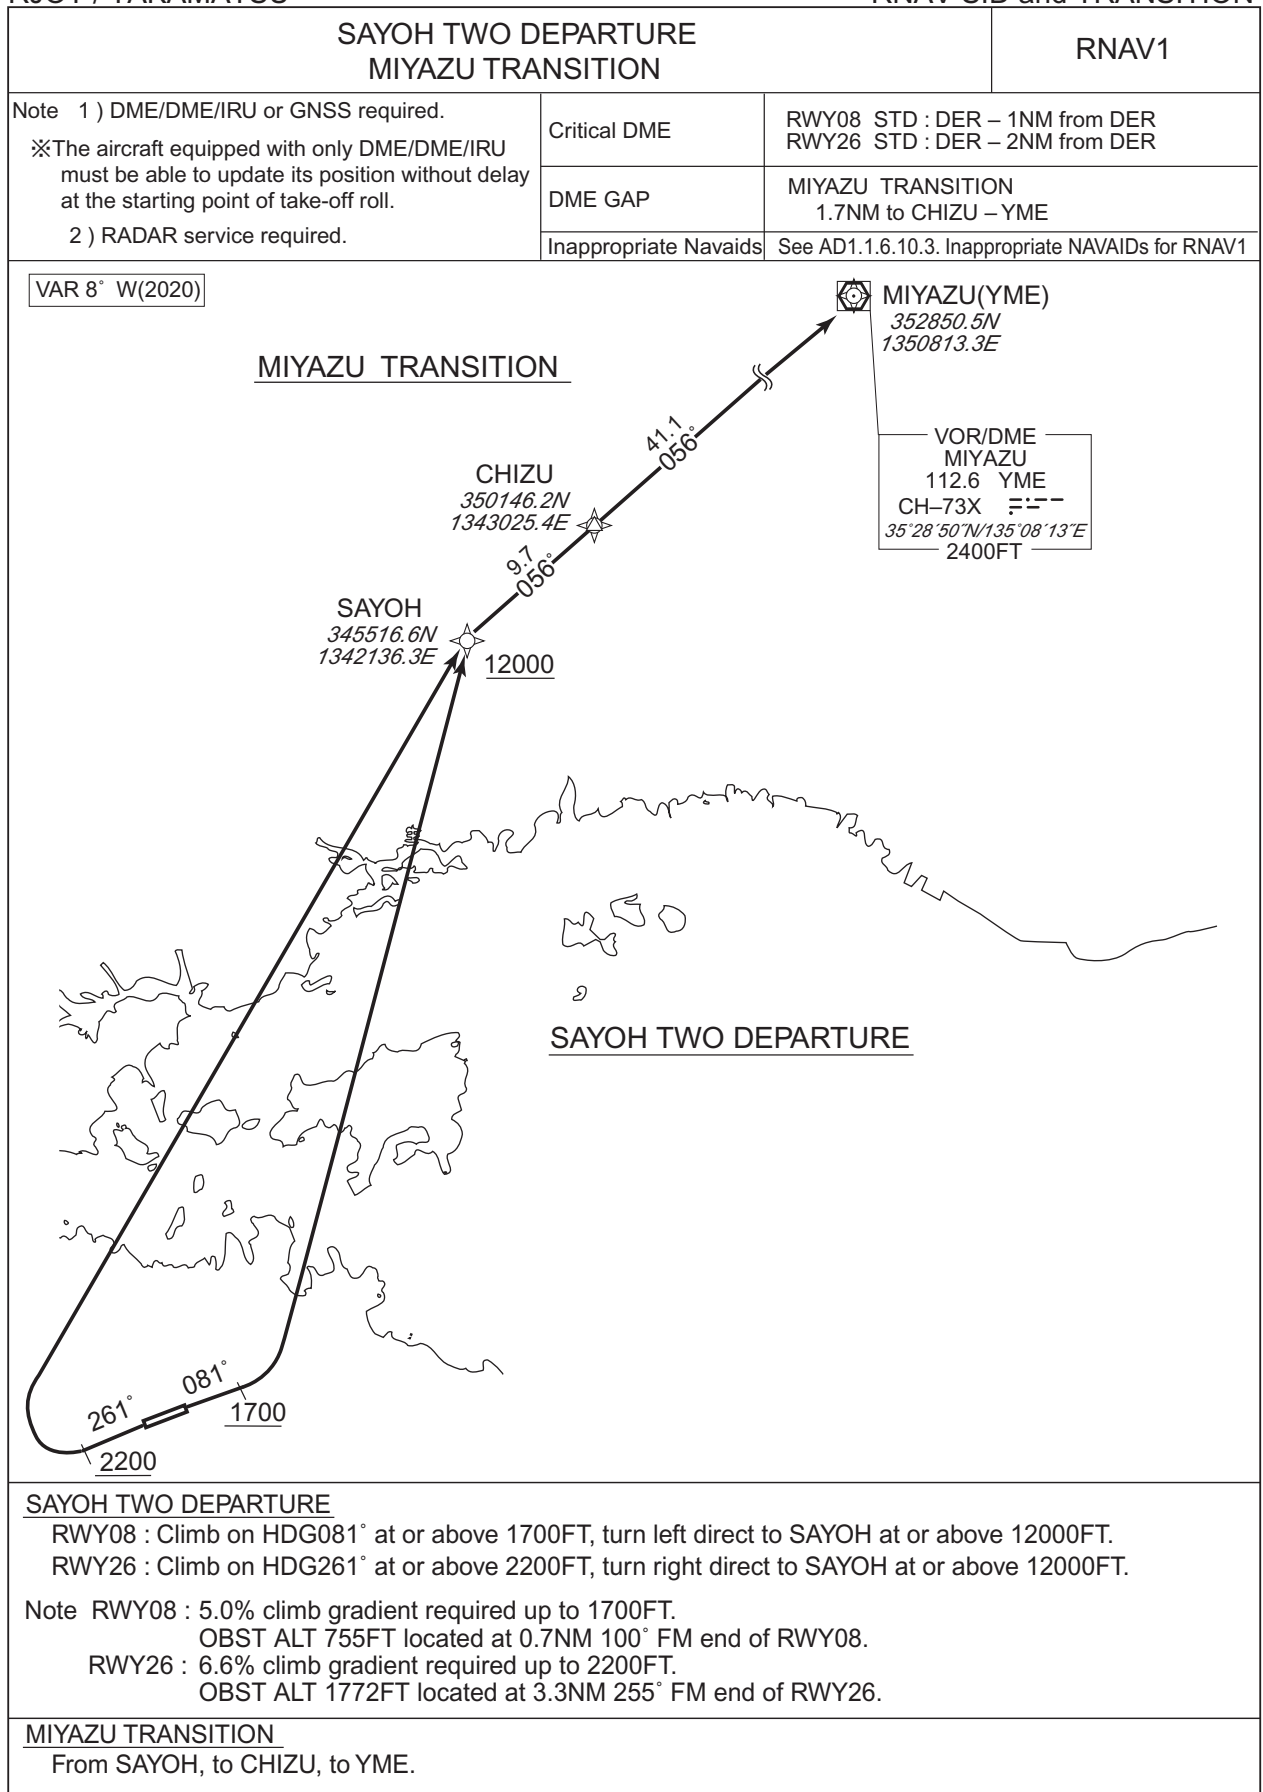 RJOT / TAKAMATSU
RNAV SID and TRANSITION
SAYOH TWO DEPARTURE
MIYAZU TRANSITION
RNAV1
Note 1 ) DME/DME/IRU or GNSS required.
※The aircraft equipped with only DME/DME/IRU
must be able to update its position without delay
at the starting point of take-off roll.
2 ) RADAR service required.
Critical DME
RWY08 STD : DER – 1NM from DER
RWY26 STD : DER – 2NM from DER
DME GAP
MIYAZU TRANSITION
1.7NM to CHIZU – YME
Inappropriate Navaids
See AD1.1.6.10.3. Inappropriate NAVAIDs for RNAV1
VAR 8° W(2020)
MIYAZU(YME)
352850.5N
1350813.3E
MIYAZU TRANSITION
41.1
056°
VOR/DME
MIYAZU
112.6 YME
CH–73X
35°28´50˝N/135°08´13˝E
2400FT
CHIZU
350146.2N
1343025.4E
9.7
056°
SAYOH
345516.6N
1342136.3E
12000
SAYOH TWO DEPARTURE
081°
261°
1700
2200
SAYOH TWO DEPARTURE
RWY08 : Climb on HDG081° at or above 1700FT, turn left direct to SAYOH at or above 12000FT.
RWY26 : Climb on HDG261° at or above 2200FT, turn right direct to SAYOH at or above 12000FT.
Note RWY08 : 5.0% climb gradient required up to 1700FT.
OBST ALT 755FT located at 0.7NM 100° FM end of RWY08.
RWY26 : 6.6% climb gradient required up to 2200FT.
OBST ALT 1772FT located at 3.3NM 255° FM end of RWY26.
MIYAZU TRANSITION
From SAYOH, to CHIZU, to YME.